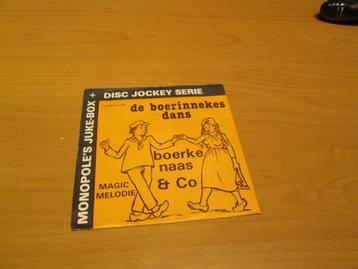 MONOPOLE'S JUKE-BOX +
DISC JOCKEY SERIE
de boerinnekes
dans
boerke
naas
& Co
MAGIC
MELODIE